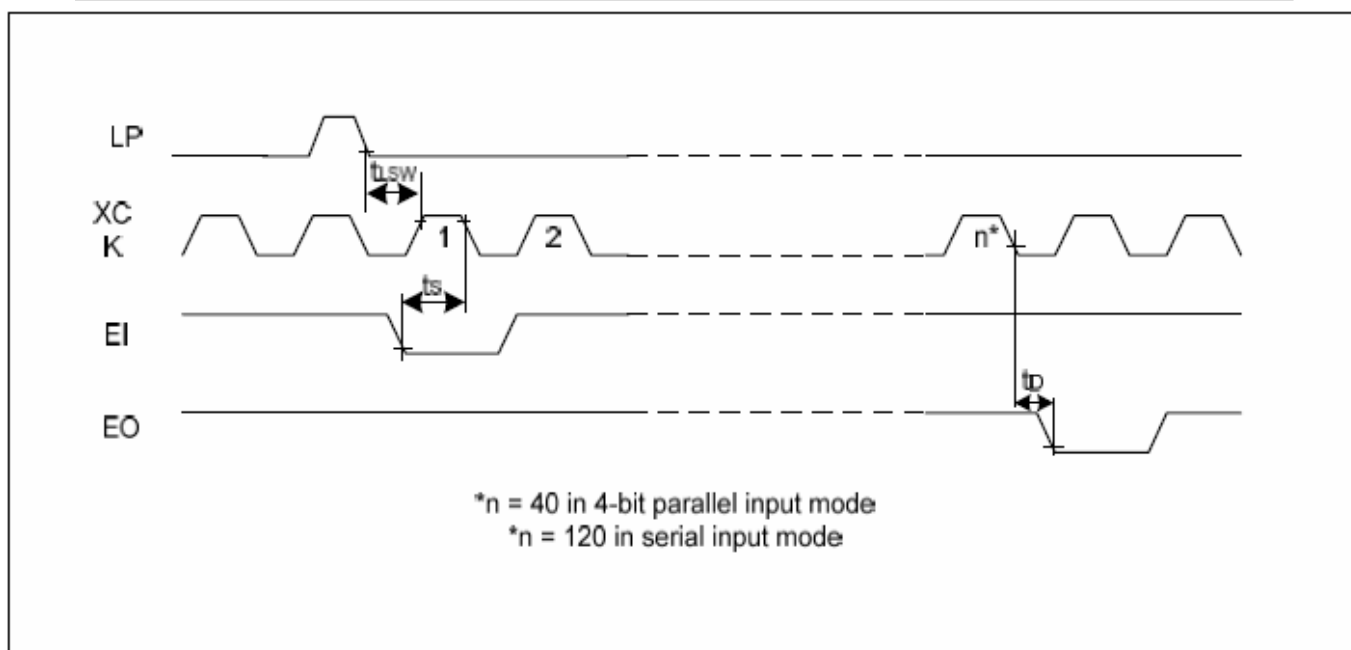 LP
tLSW
XC
K
1
2
n*
ts
EI
tD
EO
*n = 40 in 4-bit parallel input mode
*n = 120 in serial input mode